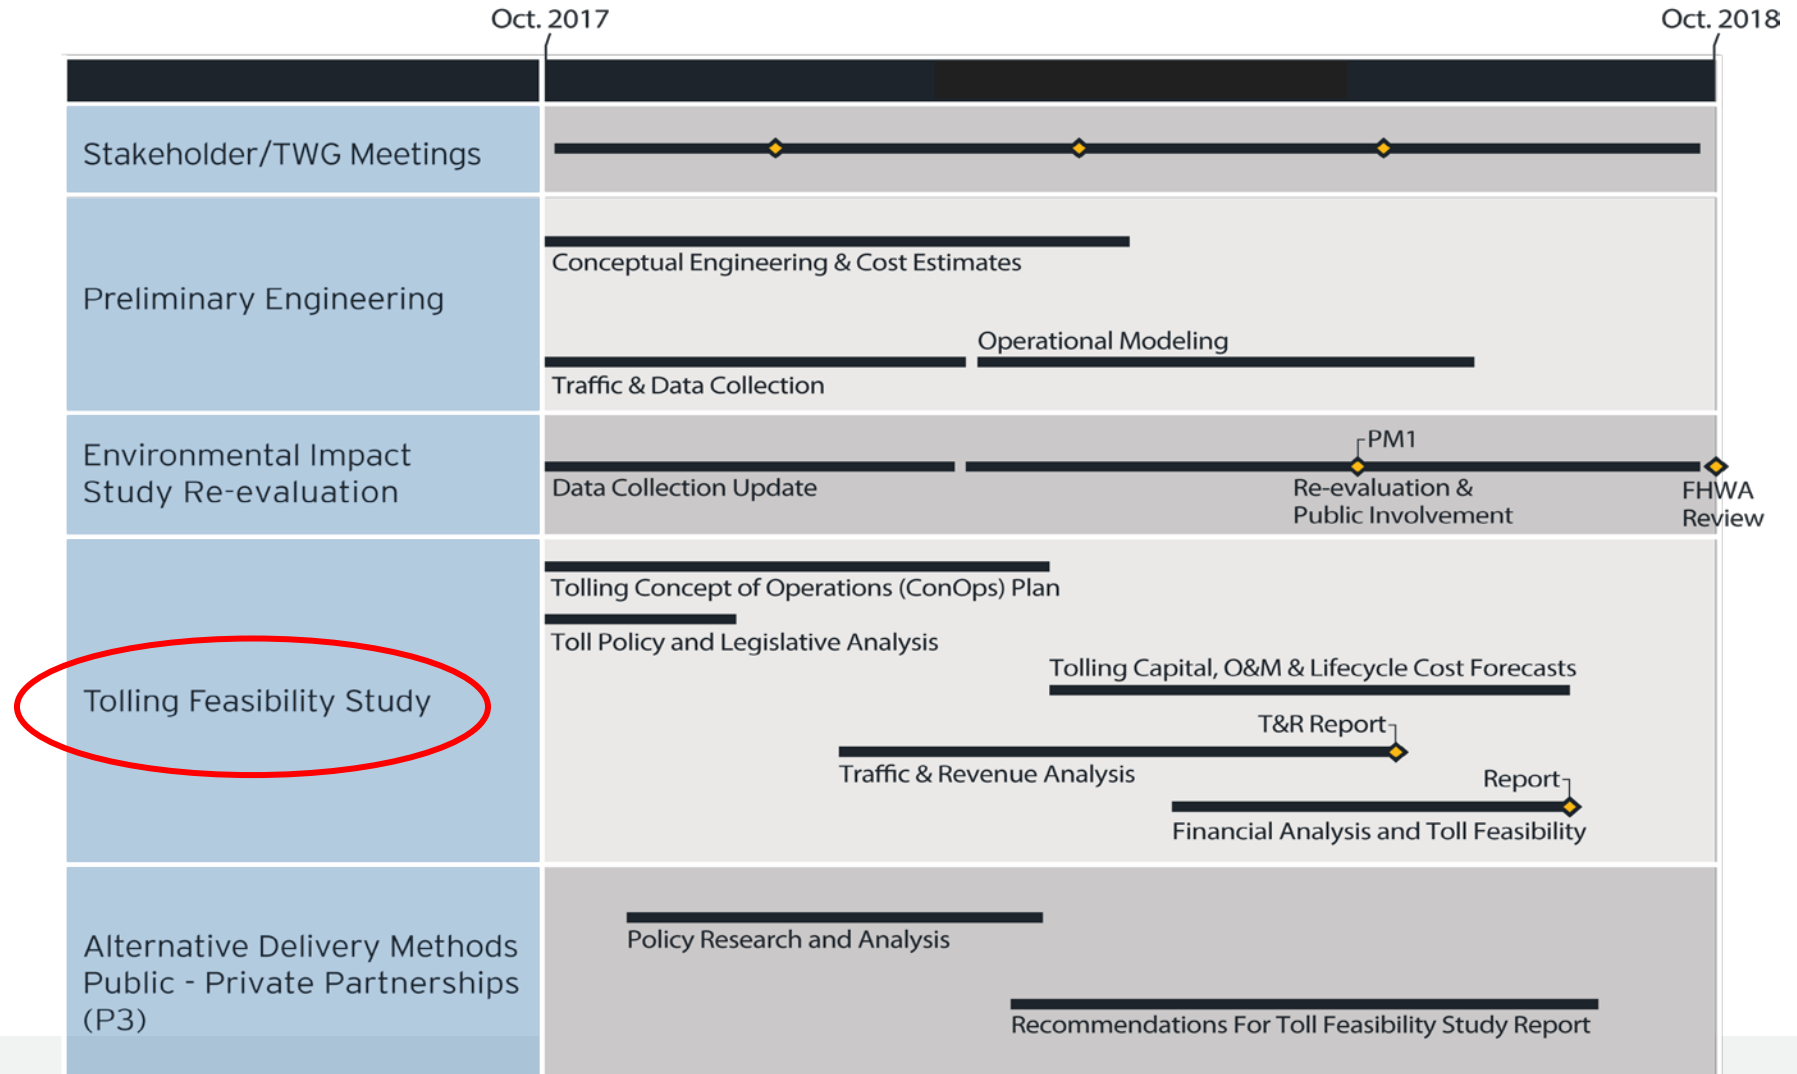 Oct. 2017
Oct. 2018
Stakeholder/TWG Meetings
Preliminary Engineering
Conceptual Engineering & Cost Estimates
Operational Modeling
Traffic & Data Collection
Environmental Impact
Study Re-evaluation
PM1
Data Collection Update
Re-evaluation &
Public Involvement
FHWA
Review
Tolling Feasibility Study
Tolling Concept of Operations (ConOps) Plan
Toll Policy and Legislative Analysis
Tolling Capital, O&M & Lifecycle Cost Forecasts
T&R Report
Traffic & Revenue Analysis
Report
Financial Analysis and Toll Feasibility
Alternative Delivery Methods
Public - Private Partnerships
(P3)
Policy Research and Analysis
Recommendations For Toll Feasibility Study Report